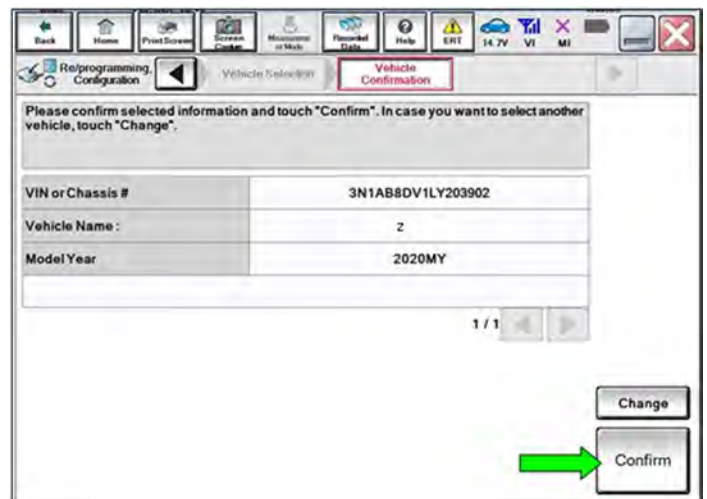 Back Home Print Screen Screen Capture Measurement Mode Recorded Data Help ERT 14.7V VI MI
Re/programming, Configuration Vehicle Selection Vehicle Confirmation
Please confirm selected information and touch "Confirm". In case you want to select another
vehicle, touch "Change".
VIN or Chassis # 3N1AB8DV1LY203902
Vehicle Name : Z
Model Year 2020MY
1 / 1
Change
Confirm